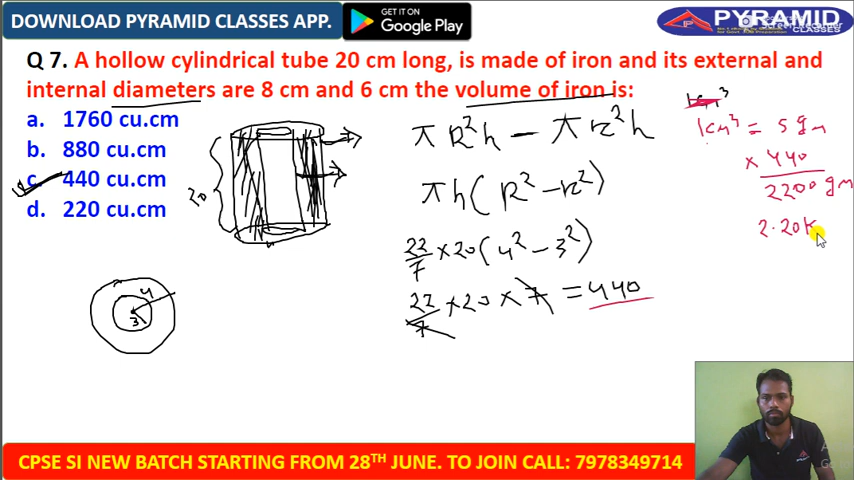 DOWNLOAD PYRAMID CLASSES APP.
GET IT ON
Google Play
PYRAMID
CLASSES
Q 7. A hollow cylindrical tube 20 cm long, is made of iron and its external and
internal diameters are 8 cm and 6 cm the volume of iron is:
a. 1760 cu.cm
b. 880 cu.cm
c. 440 cu.cm
d. 220 cu.cm
20
4
3
πR²h - πr²h
πh(R²-r²)
22/7 ×20(4²-3²)
22/7 ×20×7 = 440
1cm³
1cm³ = 5gm
×440
2200 gm
2.20K
CPSE SI NEW BATCH STARTING FROM 28TH JUNE. TO JOIN CALL: 7978349714